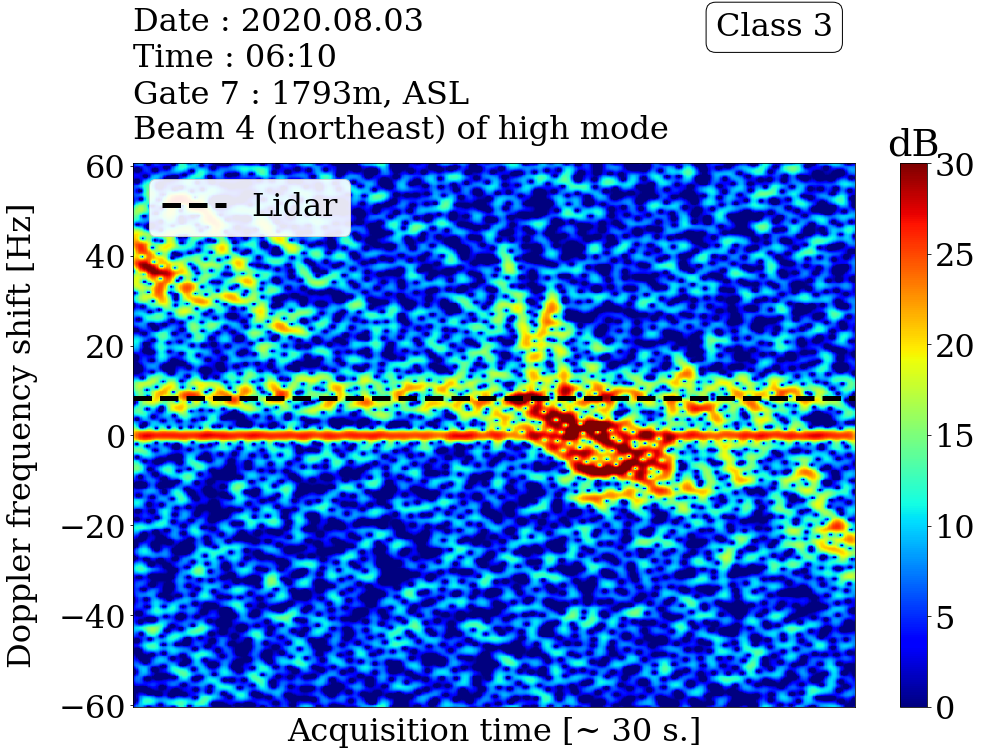 Date : 2020.08.03
Time : 06:10
Gate 7 : 1793m, ASL
Beam 4 (northeast) of high mode
Class 3
dB
Lidar
Doppler frequency shift [Hz]
60
40
20
0
−20
−40
−60
Acquisition time [~ 30 s.]
30
25
20
15
10
5
0